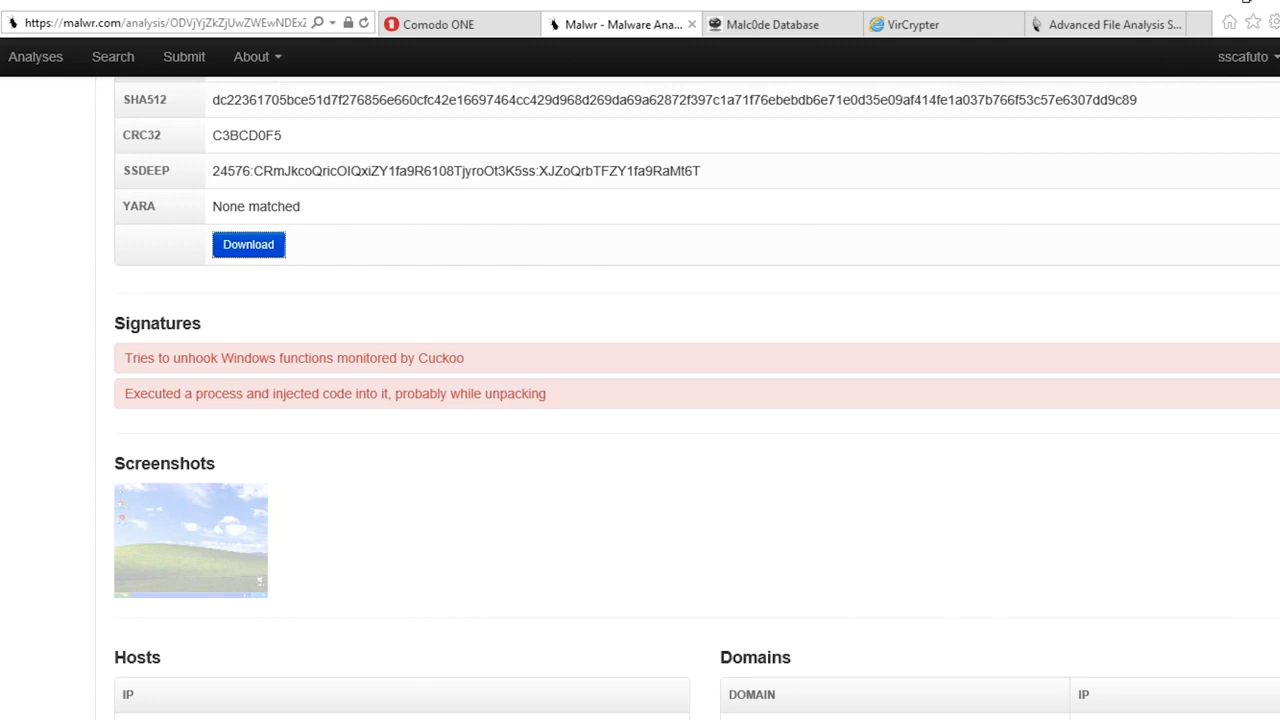 https://malwr.com/analysis/ODVjYjZkZjUwZWEwNDExZ
Comodo ONE
Malwr - Malware Ana...
Malc0de Database
VirCrypter
Advanced File Analysis S...
Analyses
Search
Submit
About
sscafuto
SHA512
dc22361705bce51d7f276856e660cfc42e16697464cc429d968d269da69a62872f397c1a71f76ebebdb6e71e0d35e09af414fe1a037b766f53c57e6307dd9c89
CRC32
C3BCD0F5
SSDEEP
24576:CRmJkcoQricOIQxiZY1fa9R6108TjyroOt3K5ss:XJZoQrbTFZY1fa9RaMt6T
YARA
None matched
Download
Signatures
Tries to unhook Windows functions monitored by Cuckoo
Executed a process and injected code into it, probably while unpacking
Screenshots
Hosts
Domains
IP
DOMAIN
IP